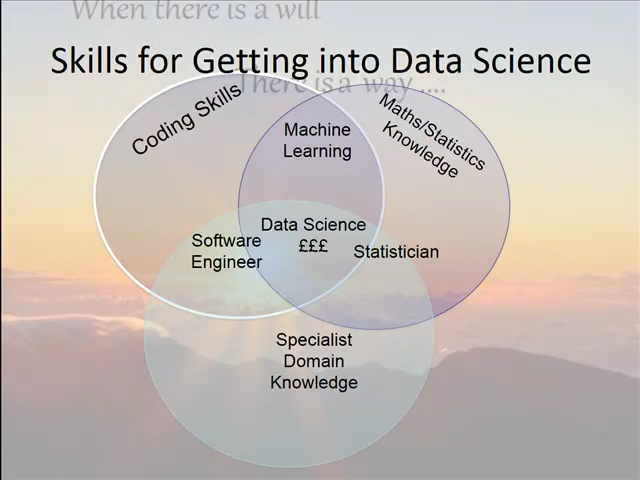 When there is a will
Skills for Getting into Data Science
There is a way ....
Coding Skills
Maths/Statistics
Knowledge
Machine
Learning
Data Science
£££
Software
Engineer
Statistician
Specialist
Domain
Knowledge